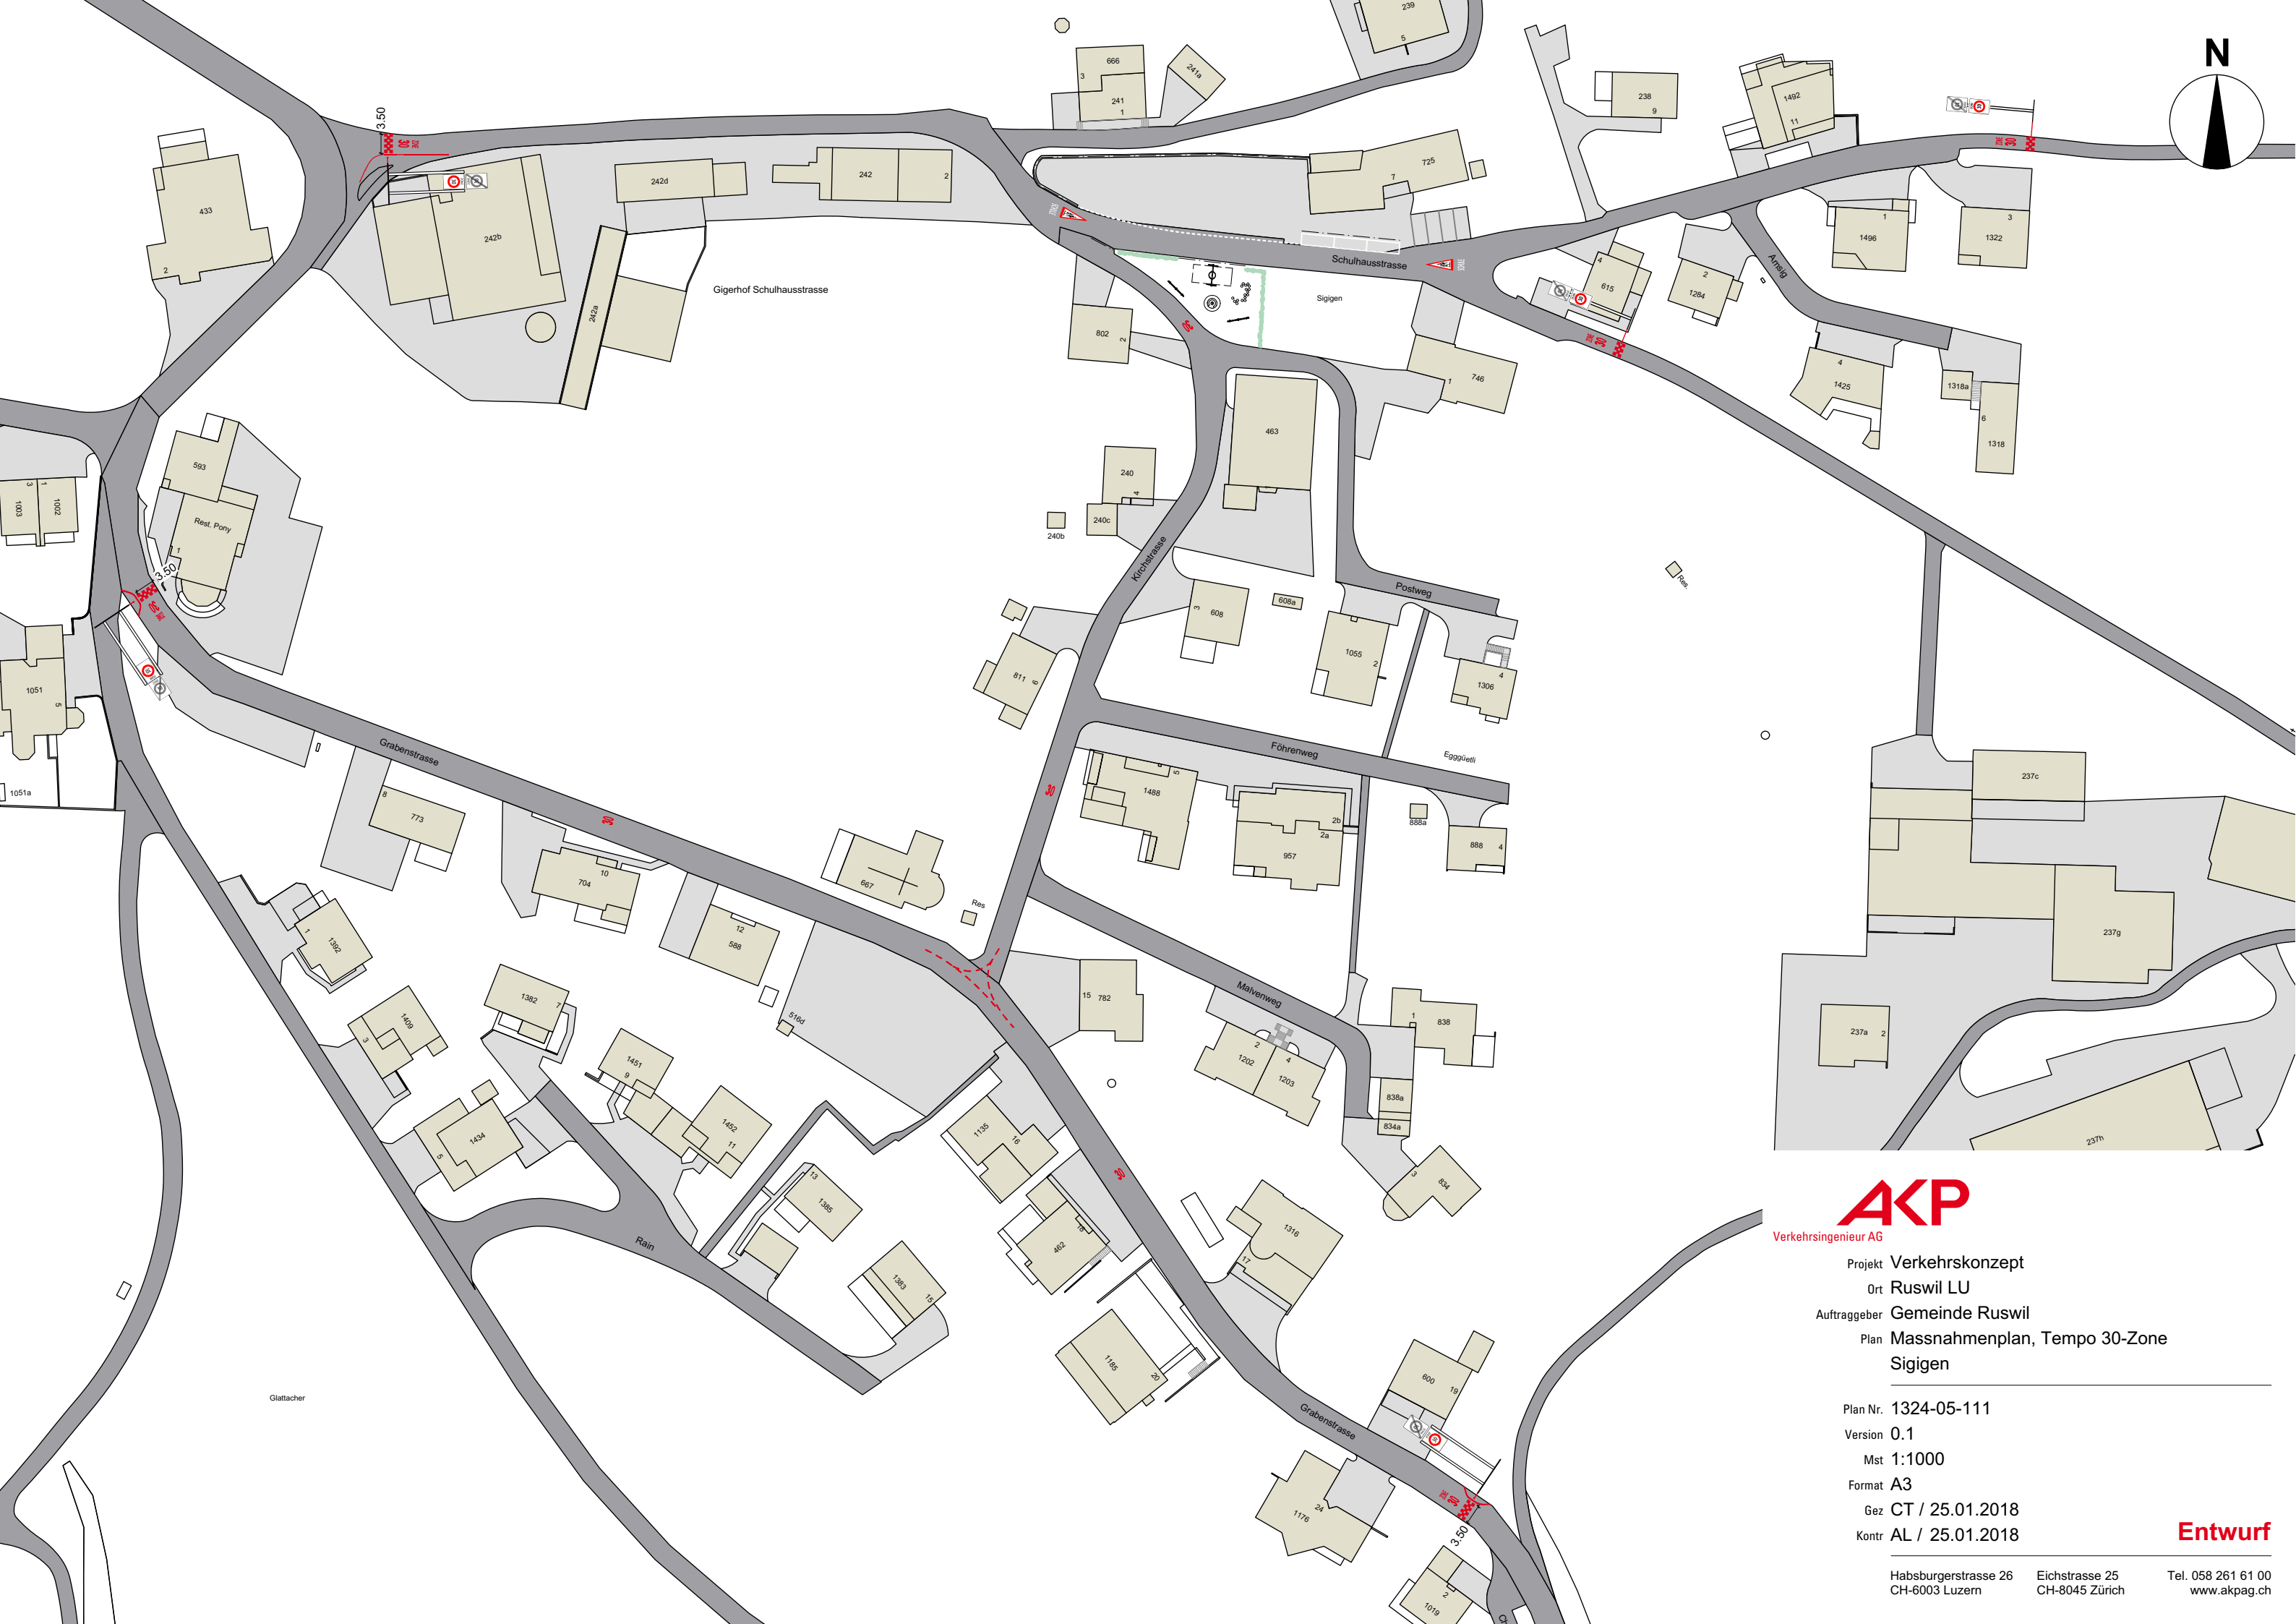 239
5
N
666
3
241
1
241a
238
9
1492
11
3.50
433
2
242d
242
2
725
7
242b
242a
Gigerhof Schulhausstrasse
Schulhausstrasse
Sigigen
615
4
1284
2
1496
1
1322
3
Amsig
802
2
746
1
1425
4
1318a
6
1318
463
593
Rest. Pony
1
1003
3
1002
1
240
4
240c
240b
Kirchstrasse
3.50
Postweg
Res.
608
3
608a
1055
2
1306
4
811
6
1051
5
1051a
Grabenstrasse
Föhrenweg
Egggüetli
30
30
773
8
1488
5
2b
2a
957
888a
888
4
237c
704
10
667
Res
588
12
1392
1
237g
Malvenweg
782
15
516d
838
1
237a
2
1382
7
1409
3
1451
9
1202
2
1203
4
838a
834a
1452
11
1434
5
1135
16
30
834
3
237h
1385
13
462
18
1316
17
Rain
1383
15
1185
20
600
19
Glattacher
Grabenstrasse
1176
24
3.50
1019
2
AKP
Verkehrsingenieur AG
Projekt Verkehrskonzept
Ort Ruswil LU
Auftraggeber Gemeinde Ruswil
Plan Massnahmenplan, Tempo 30-Zone
Sigigen
Plan Nr. 1324-05-111
Version 0.1
Mst 1:1000
Format A3
Gez CT / 25.01.2018
Kontr AL / 25.01.2018
Entwurf
Habsburgerstrasse 26 Eichstrasse 25 Tel. 058 261 61 00
CH-6003 Luzern CH-8045 Zürich www.akpag.ch